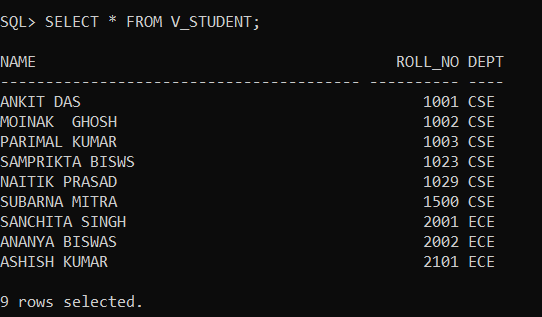 SQL> SELECT * FROM V_STUDENT;
NAME                                       ROLL_NO DEPT
---------------------------------------- ---------- ----
ANKIT DAS                                     1001 CSE
MOINAK  GHOSH                                 1002 CSE
PARIMAL KUMAR                                 1003 CSE
SAMPRIKTA BISWS                               1023 CSE
NAITIK PRASAD                                 1029 CSE
SUBARNA MITRA                                 1500 CSE
SANCHITA SINGH                                2001 ECE
ANANYA BISWAS                                 2002 ECE
ASHISH KUMAR                                  2101 ECE
9 rows selected.